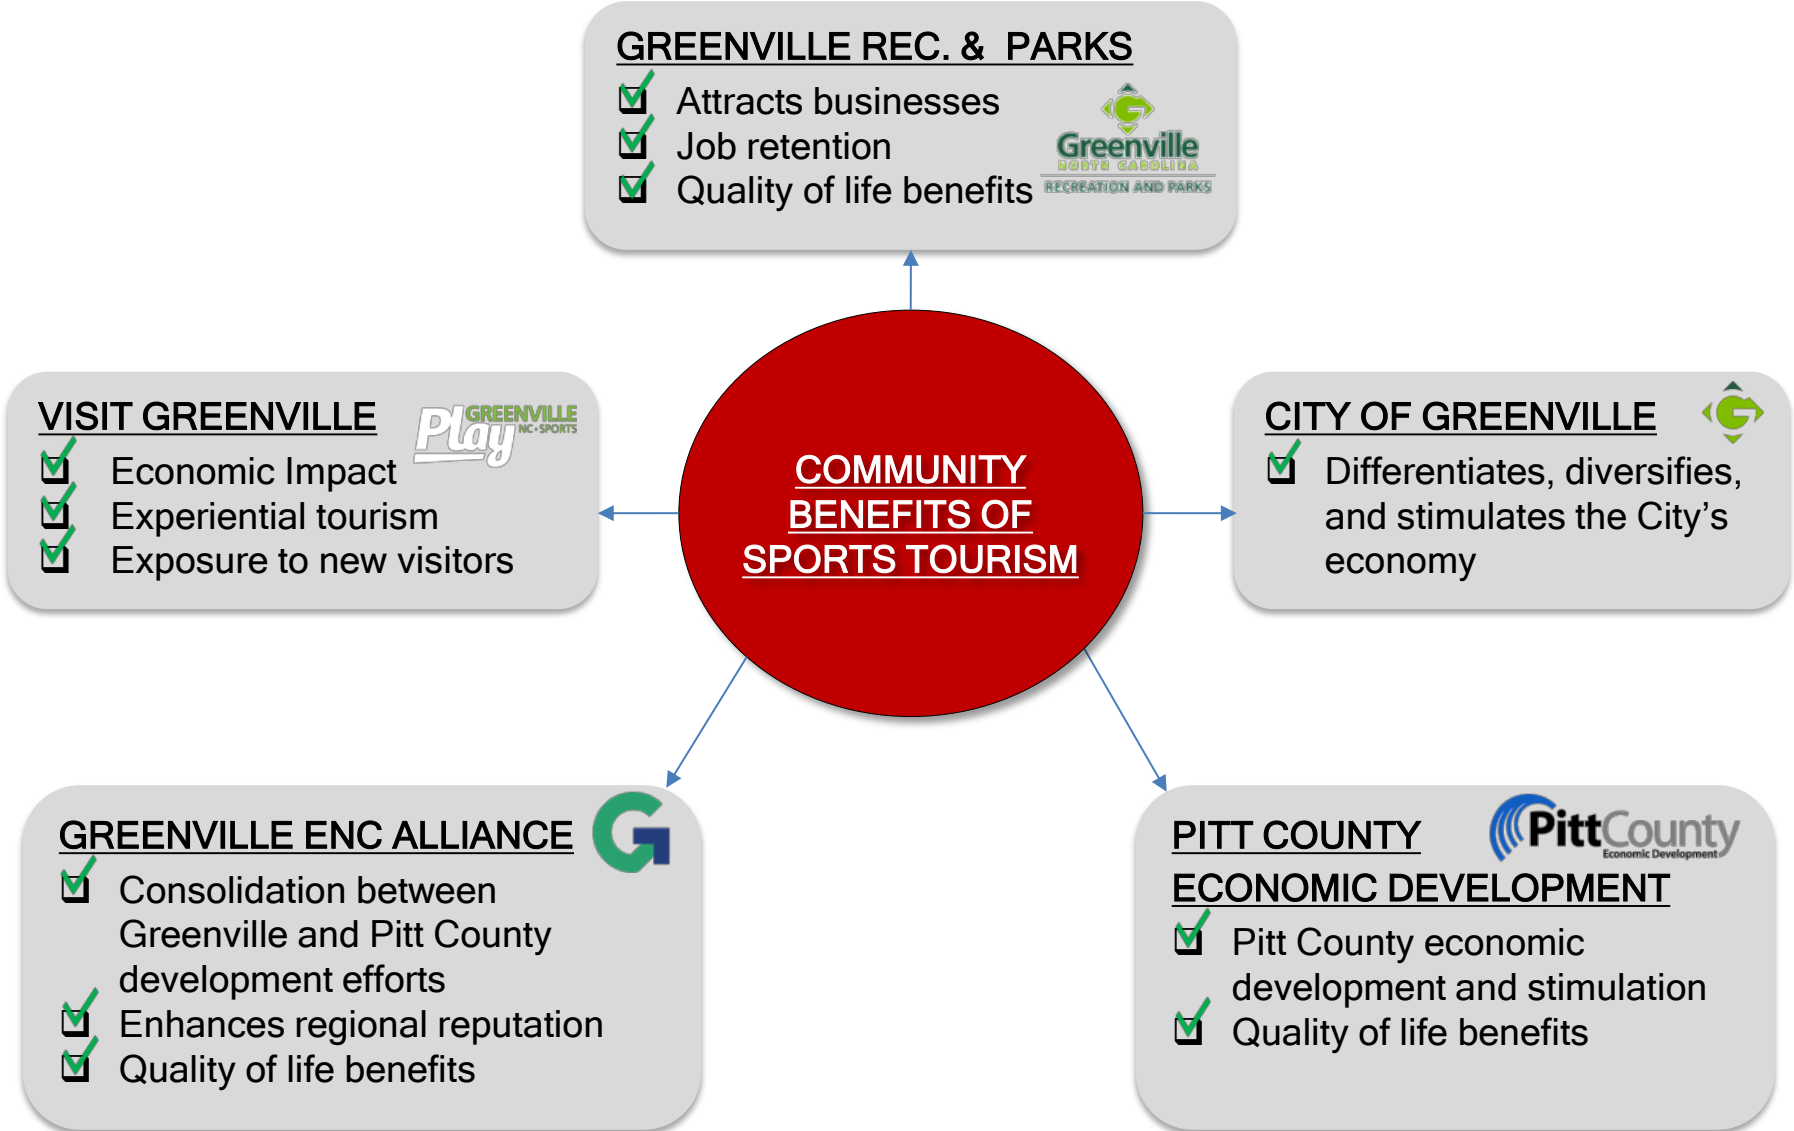 GREENVILLE REC. & PARKS
Attracts businesses
Job retention
Quality of life benefits
Greenville
NORTH CAROLINA
RECREATION AND PARKS
VISIT GREENVILLE
Play GREENVILLE
NC•SPORTS
Economic Impact
Experiential tourism
Exposure to new visitors
COMMUNITY
BENEFITS OF
SPORTS TOURISM
CITY OF GREENVILLE
G
Differentiates, diversifies,
and stimulates the City’s
economy
GREENVILLE ENC ALLIANCE
G
Consolidation between
Greenville and Pitt County
development efforts
Enhances regional reputation
Quality of life benefits
PITT COUNTY
PittCounty
Economic Development
ECONOMIC DEVELOPMENT
Pitt County economic
development and stimulation
Quality of life benefits